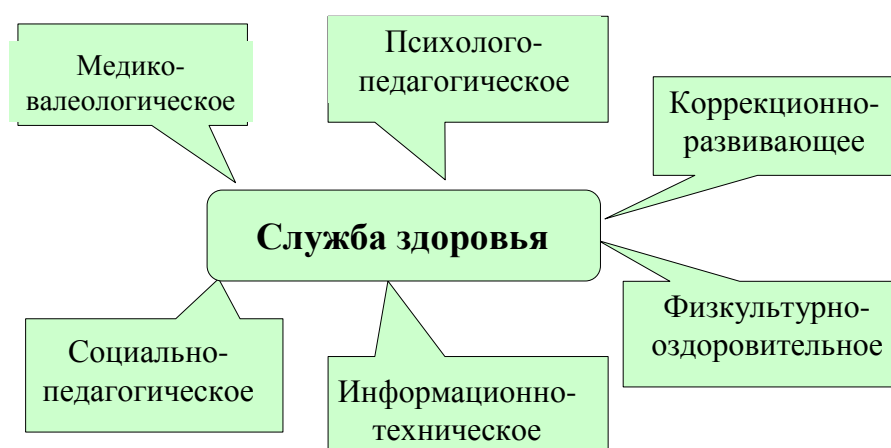 Медико-
валеологическое
Психолого-
педагогическое
Коррекционно-
развивающее
Служба здоровья
Социально-
педагогическое
Информационно-
техническое
Физкультурно-
оздоровительное